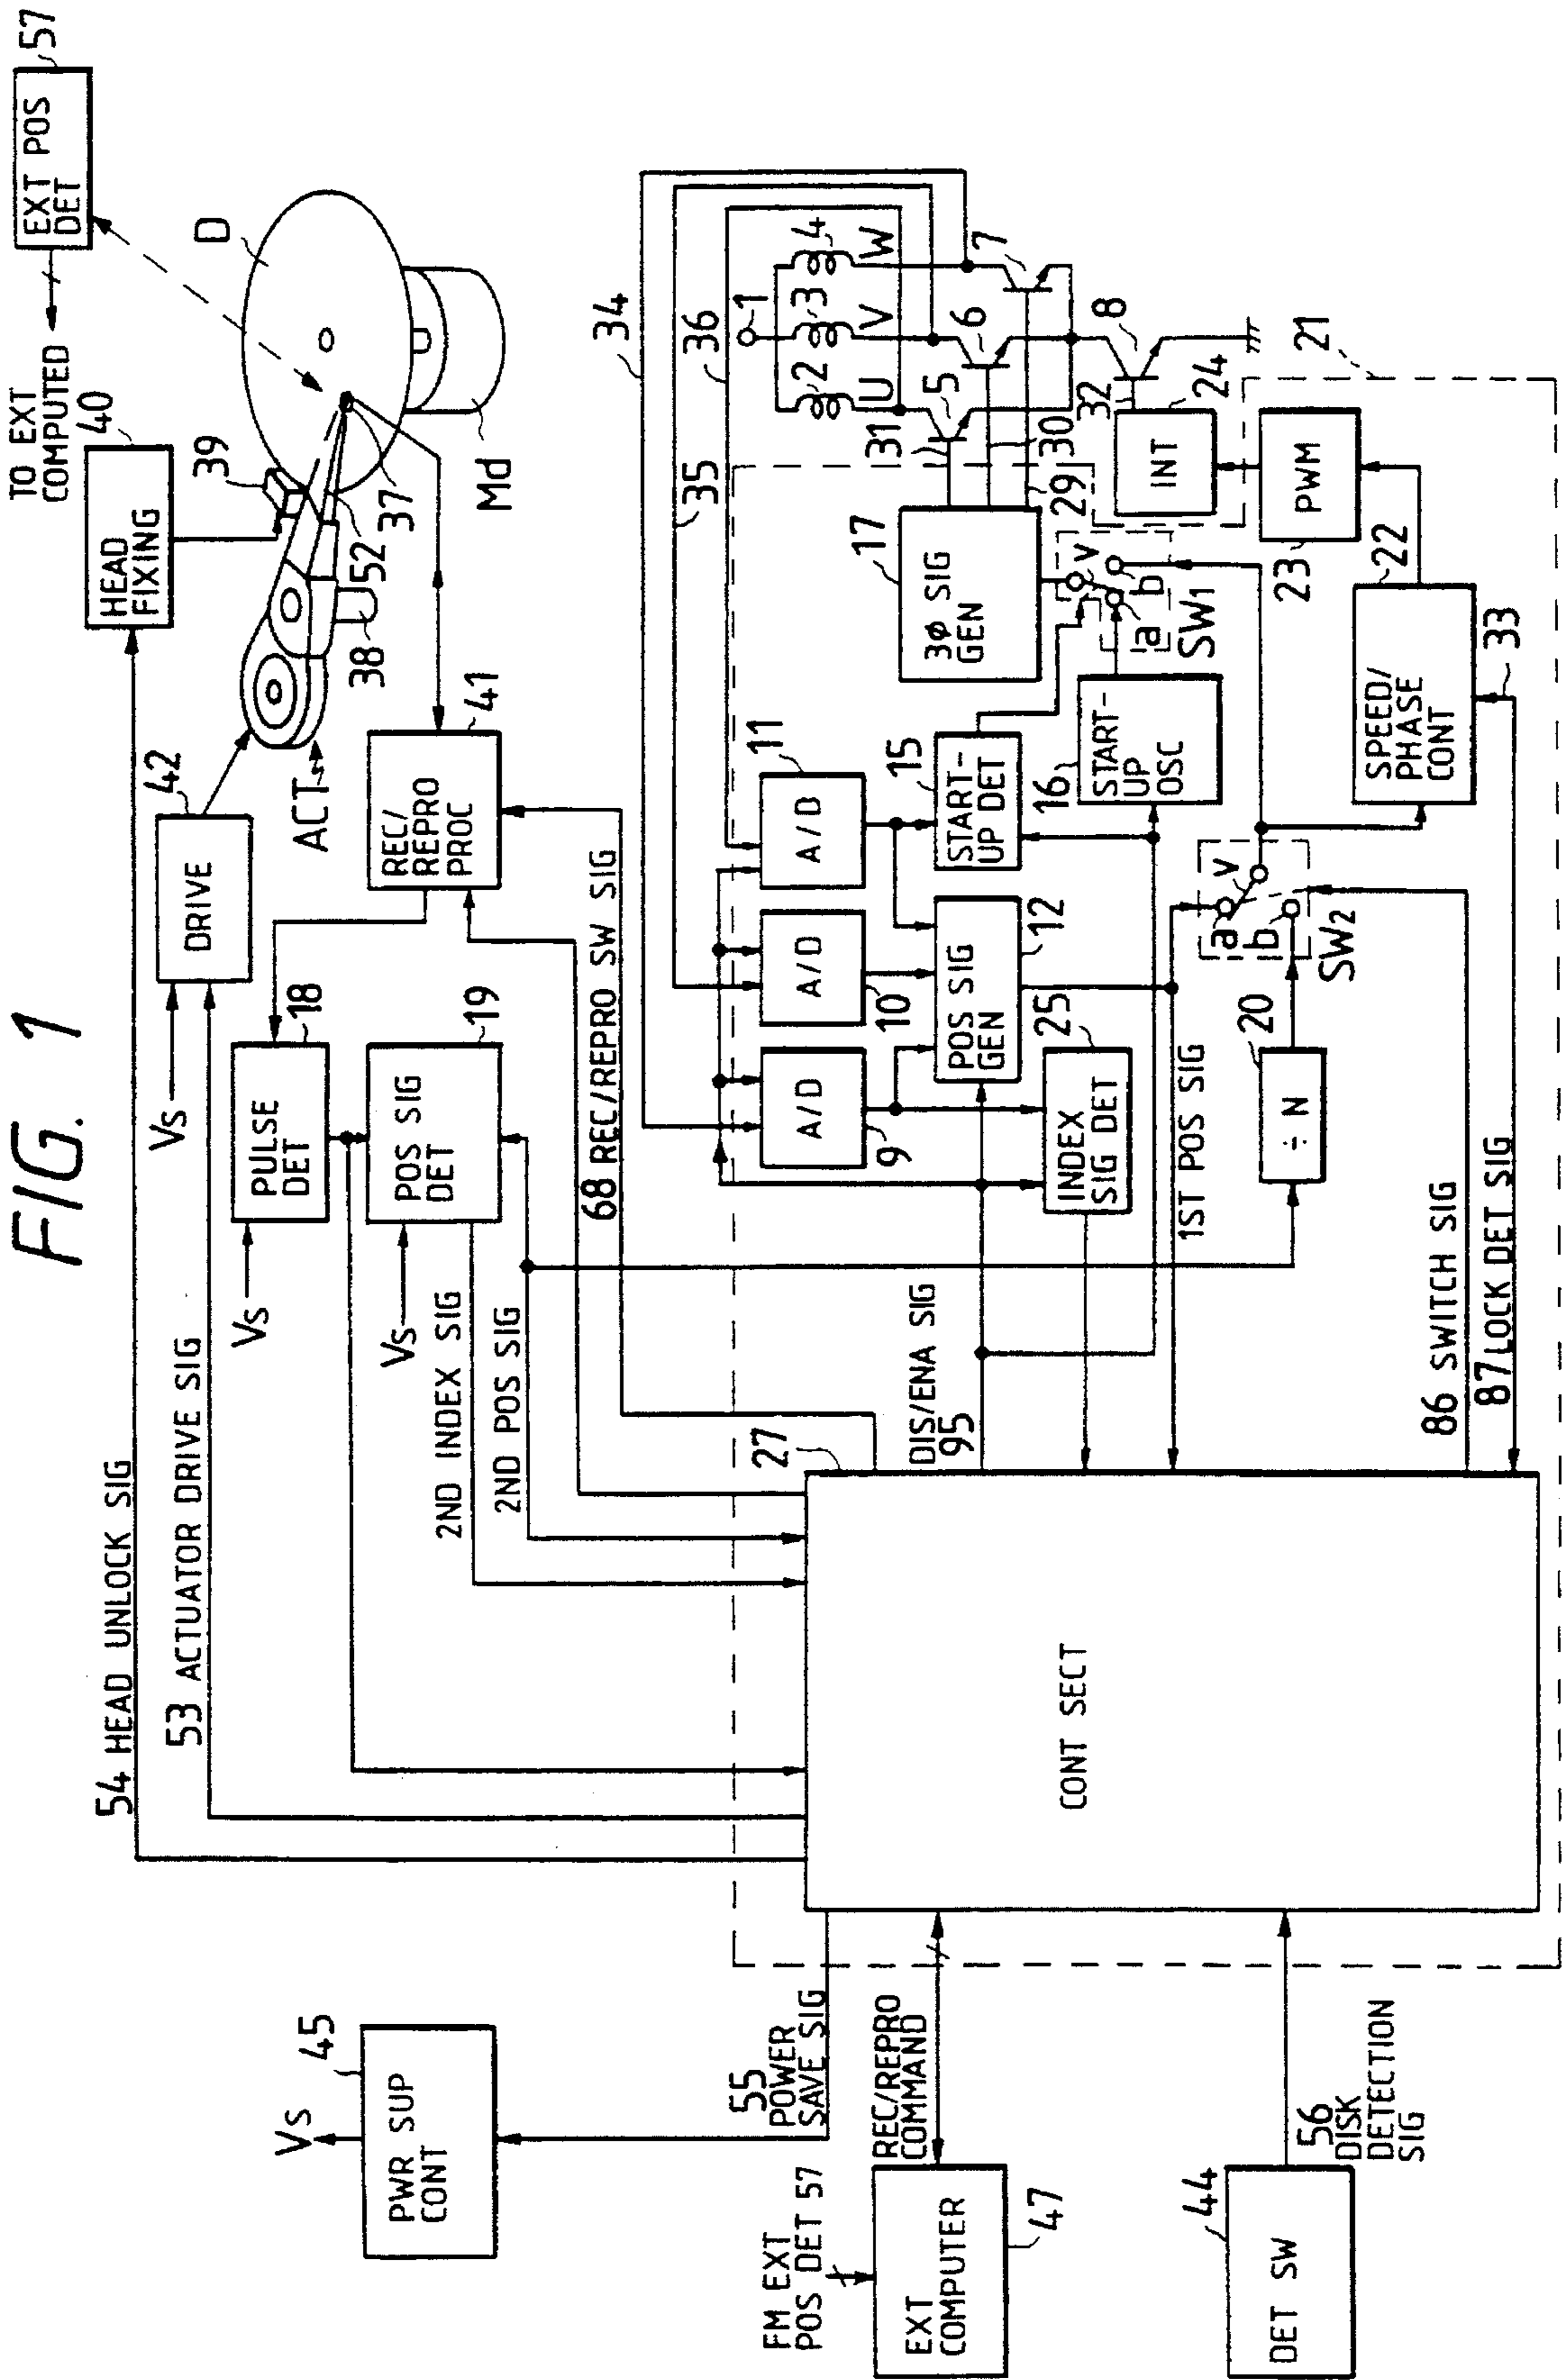 FIG. 1
Vs
45
PWR SUP
CONT
55
POWER
SAVE SIG
FM EXT
POS DET 57
EXT
COMPUTER
47
REC/REPRO
COMMAND
44
DET SW
56
DISK
DETECTION
SIG
54 HEAD UNLOCK SIG
53 ACTUATOR DRIVE SIG
CONT SECT
27
2ND INDEX SIG
2ND POS SIG
DIS/ENA SIG
95
1ST POS SIG
86 SWITCH SIG
87 LOCK DET SIG
68 REC/REPRO SW SIG
Vs
PULSE
DET
18
Vs
POS SIG
DET
19
Vs
DRIVE
42
ACT
REC/
REPRO
PROC
41
HEAD
FIXING
40
39
TO EXT
COMPUTED
EXT POS
DET
57
D
38
52
37
Md
A/D
9
A/D
10
A/D
11
POS SIG
GEN
12
START-
UP DET
15
INDEX
SIG DET
25
START-
UP
OSC
16
3Φ SIG
GEN
17
÷ N
20
a
b
v
SW2
a
b
v
SW1
SPEED/
PHASE
CONT
22
33
PWM
23
INT
24
21
34
35
36
1
2
3
4
U
V
W
5
6
7
8
29
30
31
32